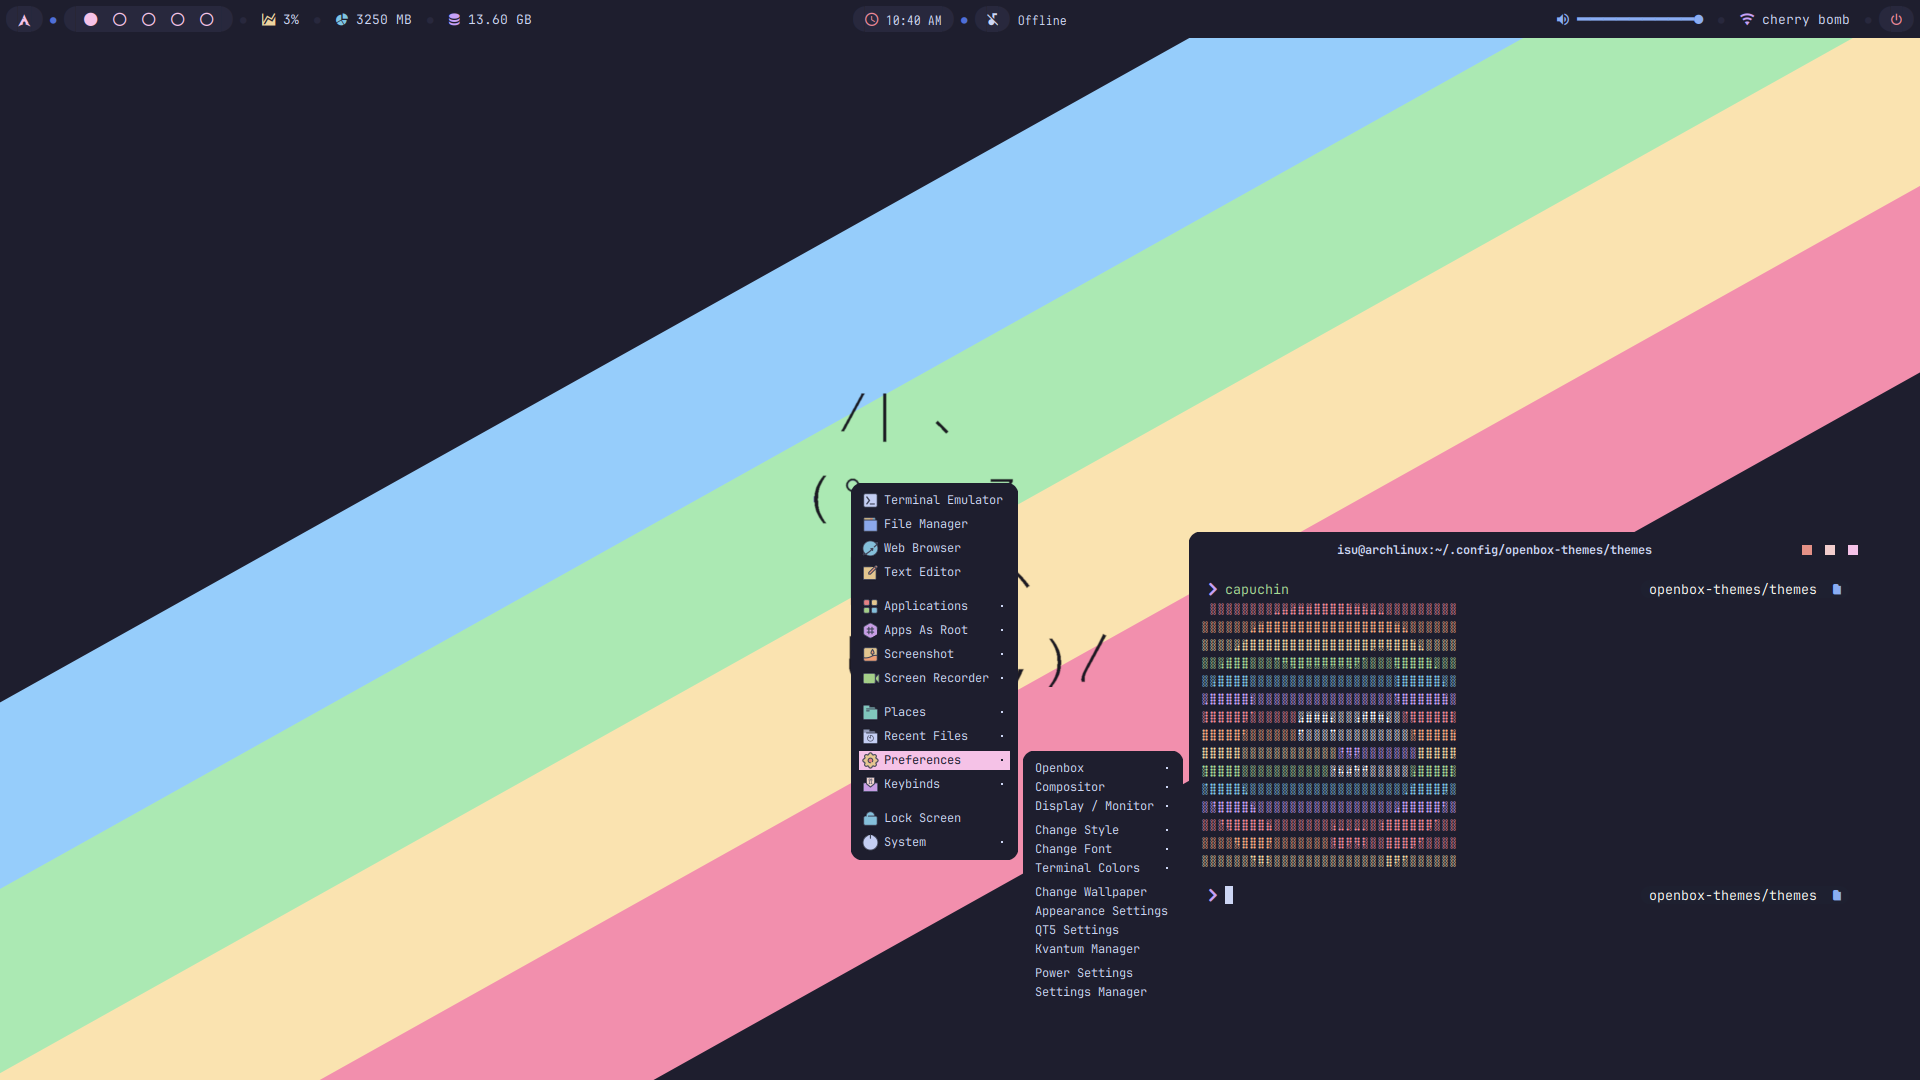 3%
3250 MB
13.60 GB
10:40 AM
Offline
cherry bomb
/| 、
Terminal Emulator
File Manager
Web Browser
Text Editor
Applications
Apps As Root
Screenshot
Screen Recorder
Places
Recent Files
Preferences
Keybinds
Lock Screen
System
Openbox
Compositor
Display / Monitor
Change Style
Change Font
Terminal Colors
Change Wallpaper
Appearance Settings
QT5 Settings
Kvantum Manager
Power Settings
Settings Manager
isu@archlinux:~/.config/openbox-themes/themes
capuchin
openbox-themes/themes
openbox-themes/themes